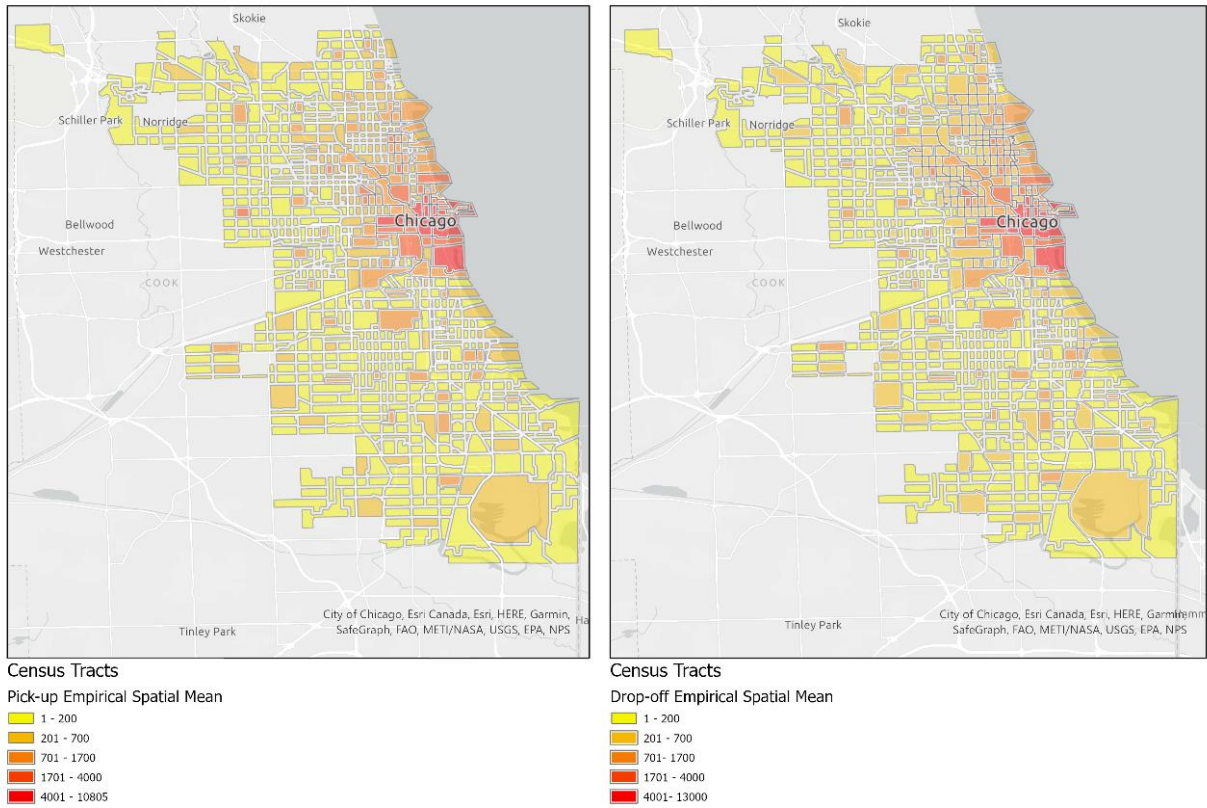 Skokie
Schiller Park
Norridge
Bellwood
Westchester
Chicago
COOK
City of Chicago, Esri Canada, Esri, HERE, Garmin,
SafeGraph, FAO, METI/NASA, USGS, EPA, NPS
Ha
Tinley Park
Census Tracts
Pick-up Empirical Spatial Mean
1 - 200
201 - 700
701 - 1700
1701 - 4000
4001 - 10805
Skokie
Schiller Park
Norridge
Bellwood
Westchester
Chicago
COOK
City of Chicago, Esri Canada, Esri, HERE, Garmin,
SafeGraph, FAO, METI/NASA, USGS, EPA, NPS
Tinley Park
Census Tracts
Drop-off Empirical Spatial Mean
1 - 200
201 - 700
701- 1700
1701 - 4000
4001- 13000